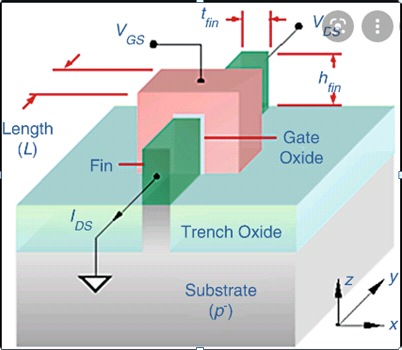 t_fin
V_GS
V_DS
h_fin
Length
(L)
Gate
Oxide
Fin
I_DS
Trench Oxide
Substrate
(p⁻)
z
y
x